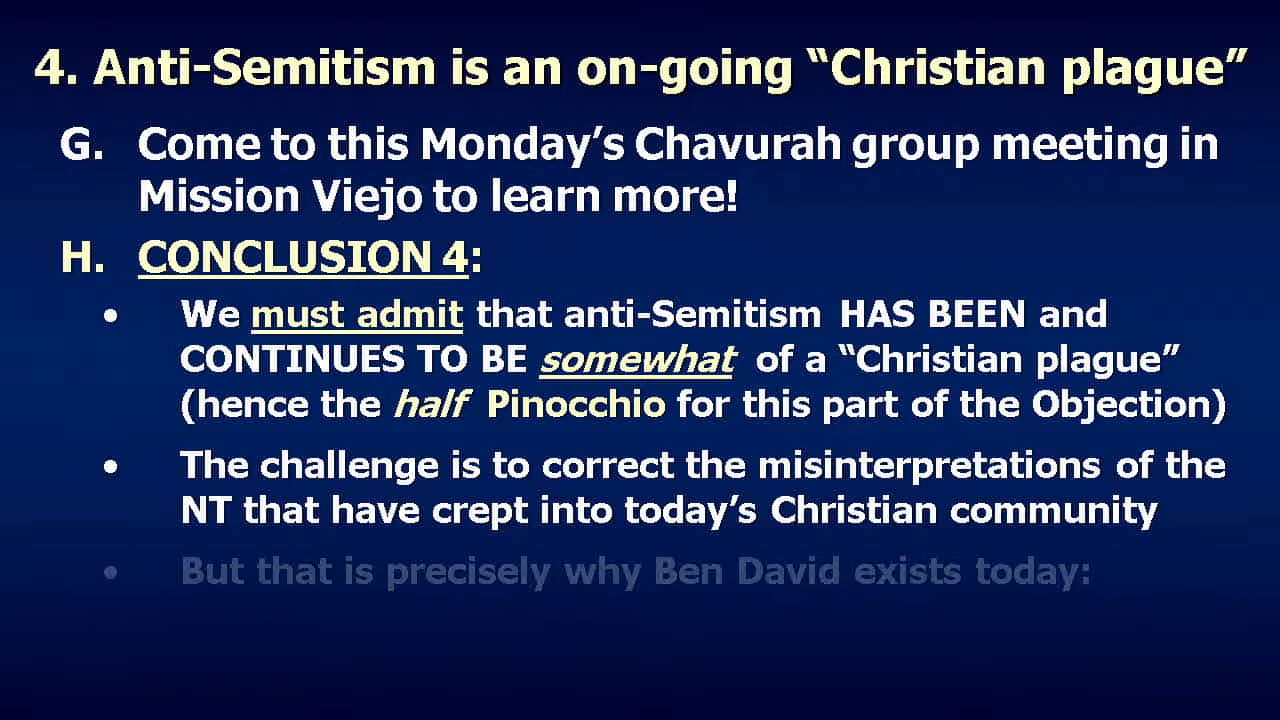 4. Anti-Semitism is an on-going “Christian plague”
G. Come to this Monday’s Chavurah group meeting in
Mission Viejo to learn more!
H. CONCLUSION 4:
• We must admit that anti-Semitism HAS BEEN and
CONTINUES TO BE somewhat of a “Christian plague”
(hence the half Pinocchio for this part of the Objection)
• The challenge is to correct the misinterpretations of the
NT that have crept into today’s Christian community
• But that is precisely why Ben David exists today: